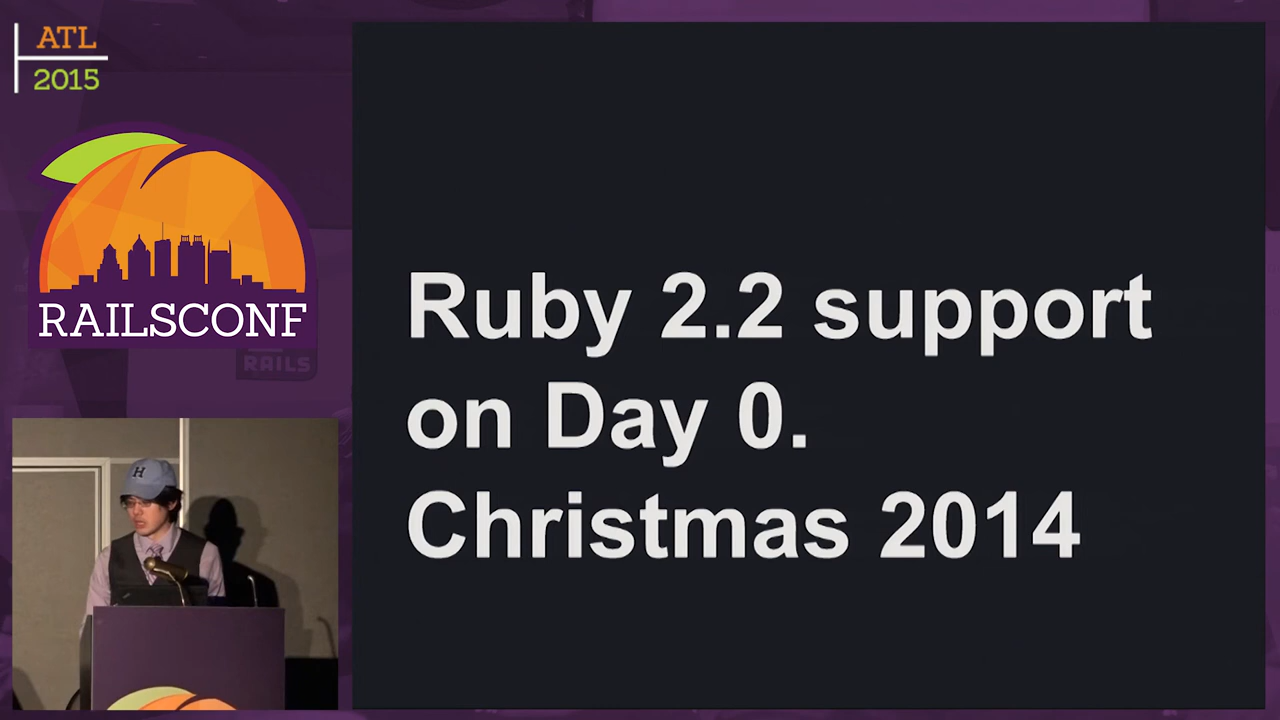 ATL
2015
RAILSCONF
RAILS
H
Ruby 2.2 support
on Day 0.
Christmas 2014